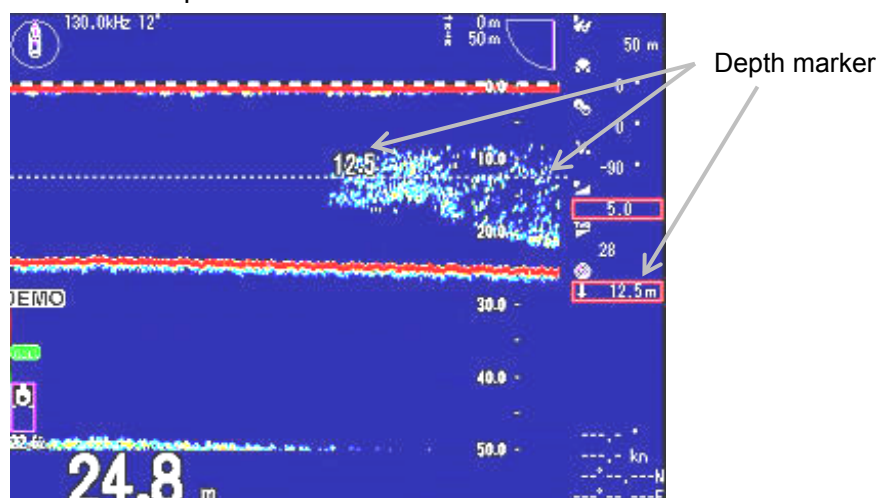 130.0kHz 12°
0m
50m
50 m
Depth marker
0.0
0 °
0 °
12.5
10.0
-90 °
5.0
20.0
28
12.5m
DEMO
30.0
40.0
50.0
---.- °
---.- kn
--°--.---N
24.8 m
---°--.---E